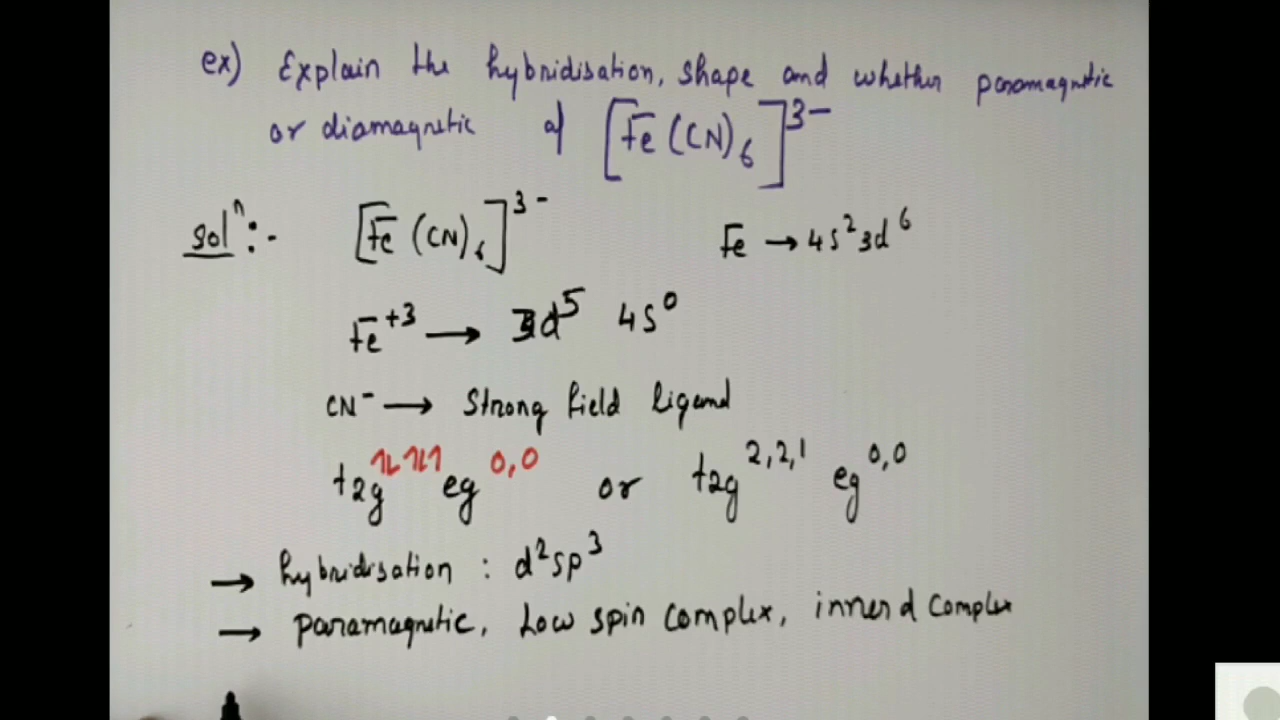 ex) Explain the hybridisation, shape and whether paramagnetic
or diamagnetic of [Fe(CN)₆]³⁻
Solⁿ:- [Fe(CN)₆]³⁻ Fe → 4s² 3d⁶
Fe⁺³ → 3d⁵ 4s⁰
CN⁻ → Strong field ligand
t₂g^⥮⥮↿ eg^0,0 or t₂g^2,2,1 eg^0,0
→ hybridisation : d²sp³
→ paramagnetic, Low spin complex, inner d complex